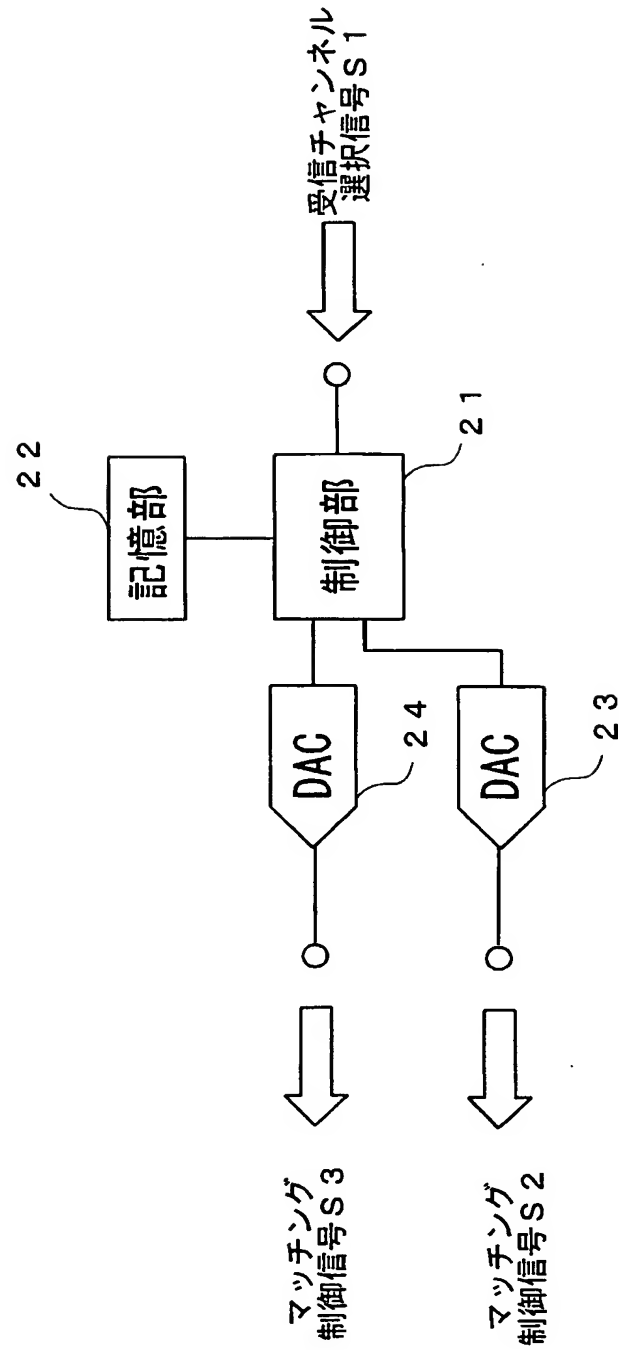 ２２
記憶部
受信チャンネル
選択信号Ｓ１
制御部
２１
DAC
２４
DAC
２３
マッチング
制御信号Ｓ３
マッチング
制御信号Ｓ２